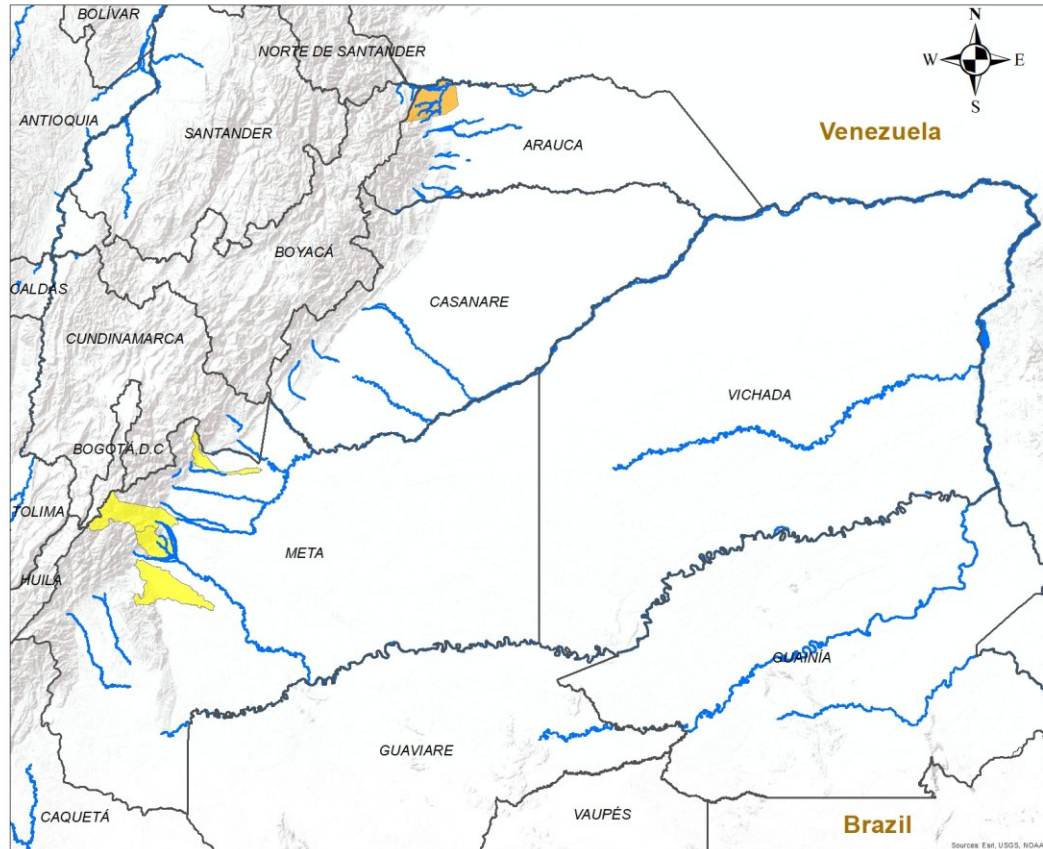 BOLÍVAR
N
NORTE DE SANTANDER
W
E
S
ANTIOQUIA
SANTANDER
ARAUCA
Venezuela
BOYACÁ
CALDAS
CASANARE
CUNDINAMARCA
VICHADA
BOGOTÁ,D.C
TOLIMA
META
HUILA
GUAINÍA
GUAVIARE
CAQUETÁ
VAUPÉS
Brazil
Sources: Esri, USGS, NOAA